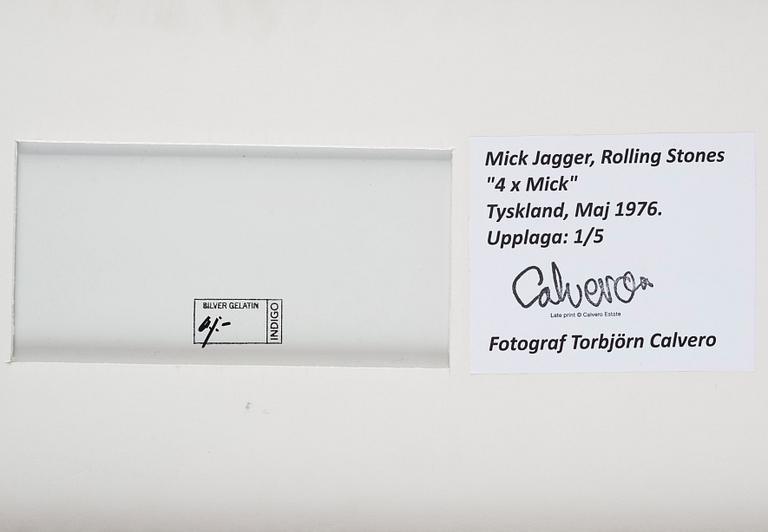 SILVER GELATIN
INDIGO
Mick Jagger, Rolling Stones
"4 x Mick"
Tyskland, Maj 1976.
Upplaga: 1/5
Calvero
Late print © Calvero Estate
Fotograf Torbjörn Calvero